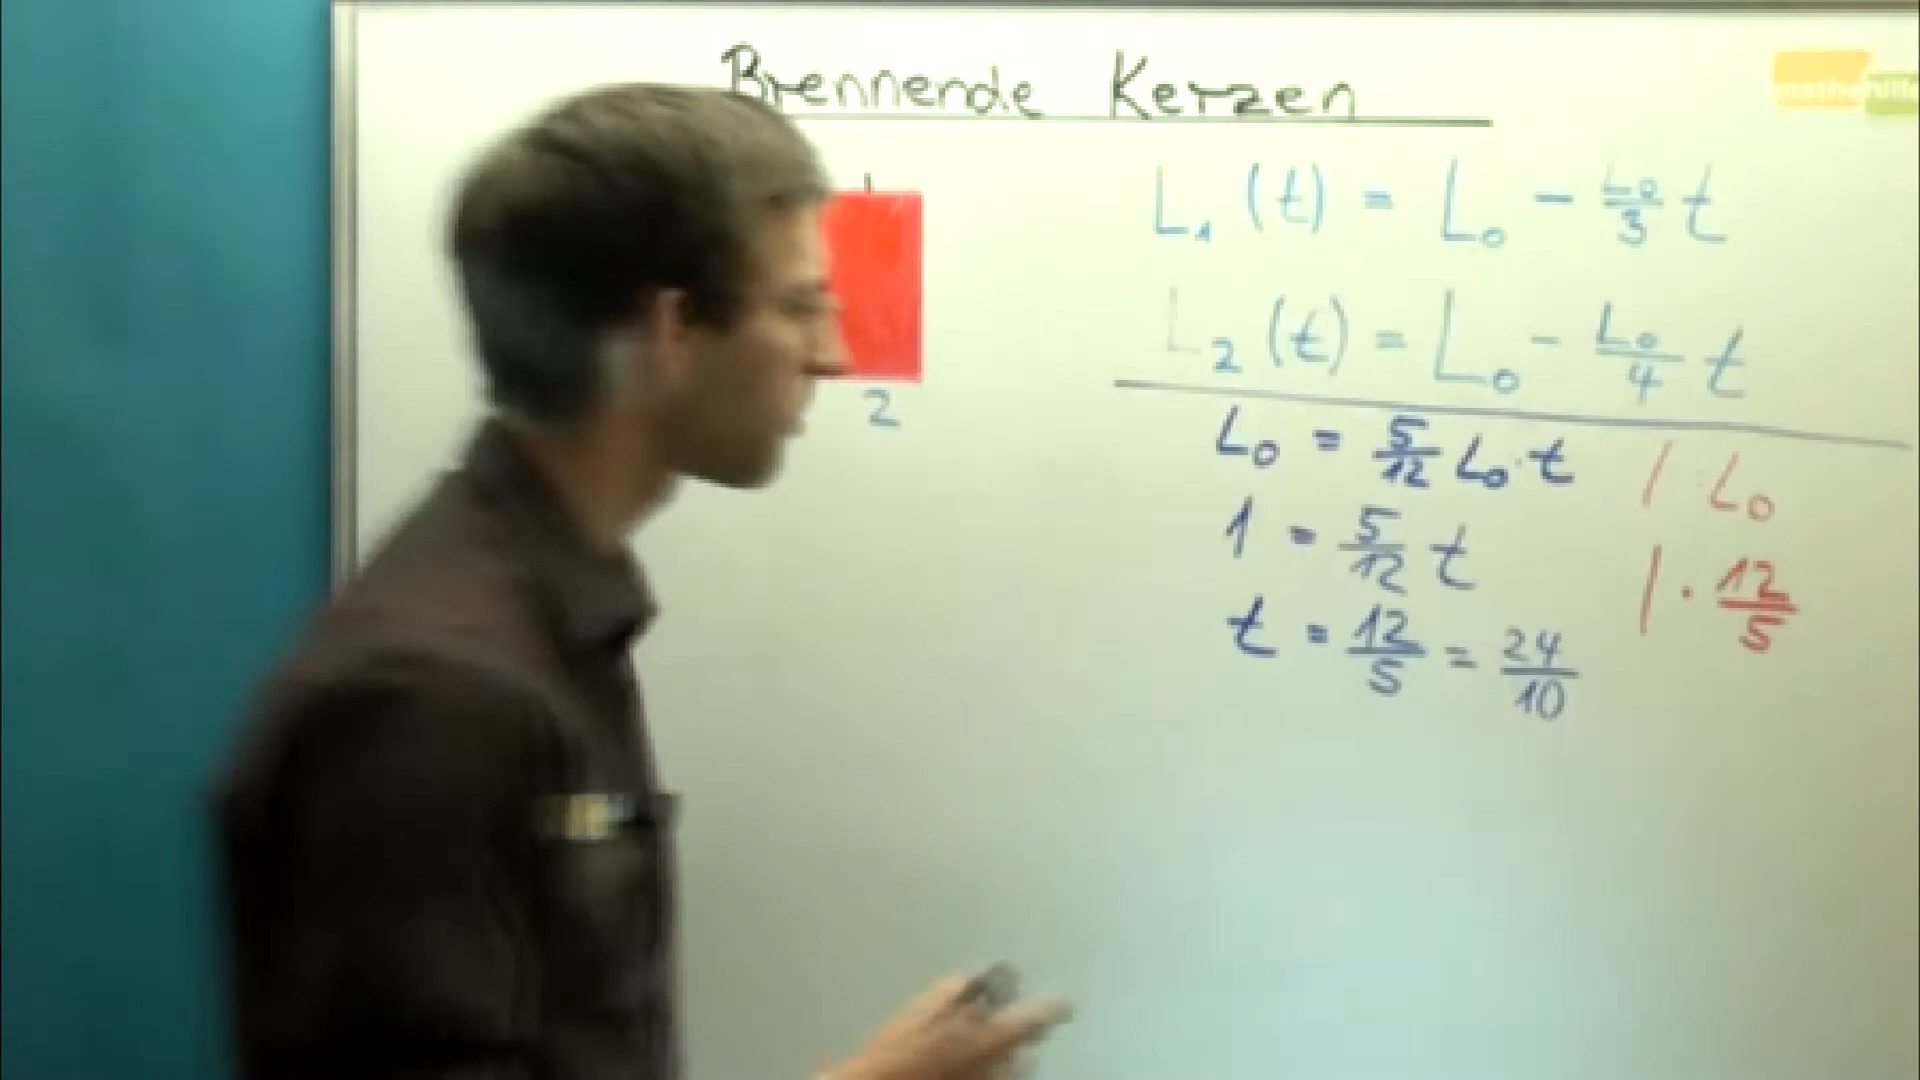 Brennende Kerzen
mathehilfe
L₁ (t) = L₀ - L₀/3 t
L₂ (t) = L₀ - L₀/4 t
2
L₀ = 5/12 L₀ · t | : L₀
1 = 5/12 t | · 12/5
t = 12/5 = 24/10